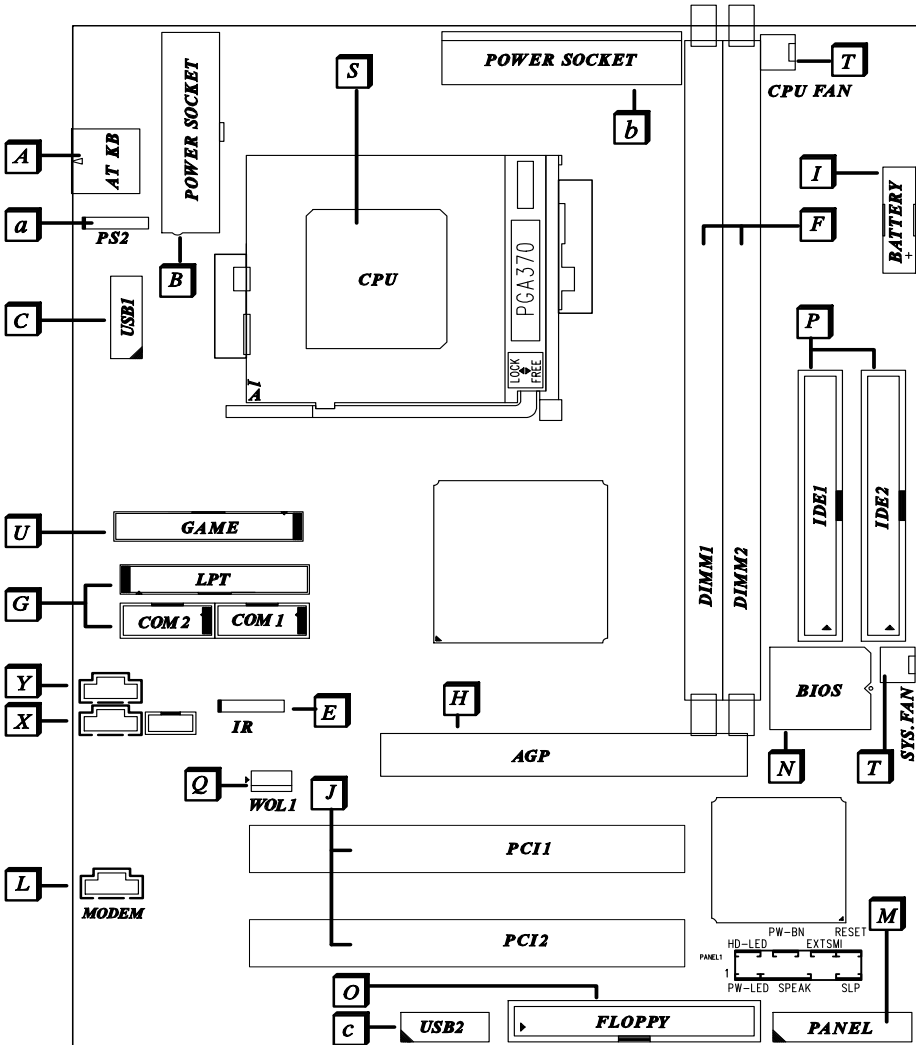 S
POWER SOCKET
T
CPU FAN
b
POWER SOCKET
A
AT KB
I
BATTERY
+
a
PS2
F
B
CPU
PGA370
C
USB1
P
LOCK
FREE
1
A
IDE1
IDE2
U
GAME
DIMM1
DIMM2
LPT
G
COM 2
COM 1
Y
BIOS
H
X
IR
E
SYS.FAN
AGP
N
T
Q
J
WOL1
PCI1
L
MODEM
M
PW-BN
RESET
PCI2
HD-LED
EXTSMI
PANEL1
1
PW-LED
SPEAK
SLP
O
FLOPPY
c
USB2
PANEL